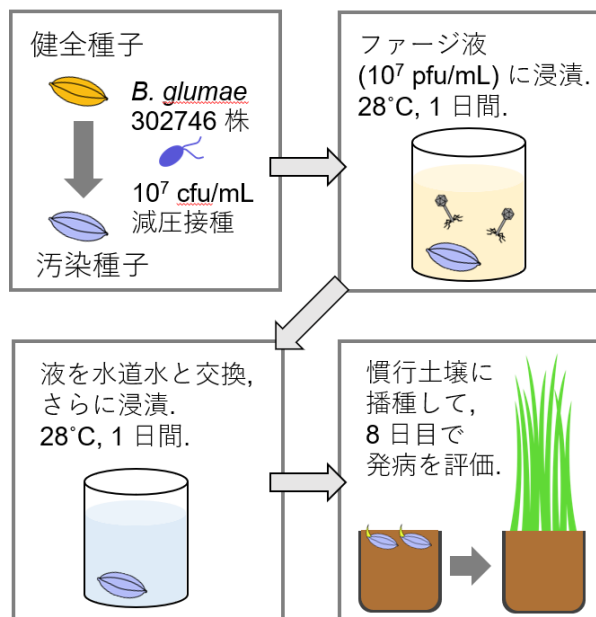 健全種子
B. glumae
302746 株
10⁷ cfu/mL
減圧接種
汚染種子
ファージ液
(10⁷ pfu/mL) に浸漬.
28˚C, 1 日間.
液を水道水と交換,
さらに浸漬.
28˚C, 1 日間.
慣行土壌に
播種して,
8 日目で
発病を評価.